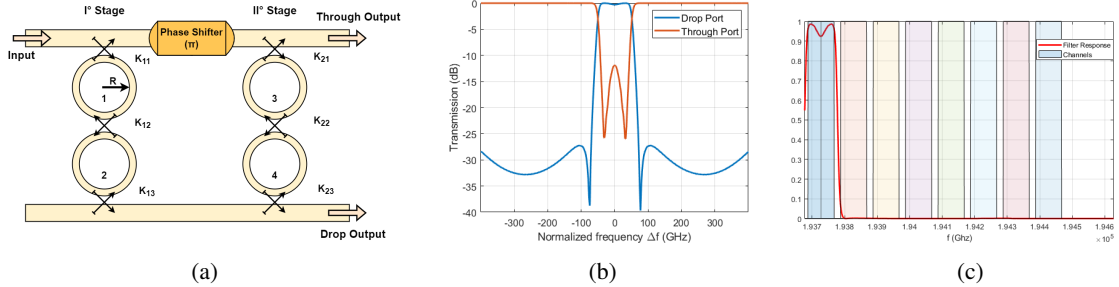 I° Stage
II° Stage
Through Output
Phase Shifter
(π)
Input
K11
K21
R
1
3
K12
K22
2
4
K13
K23
Drop Output
(a)
0
-5
-10
-15
-20
-25
-30
-35
-40
Transmission (dB)
Drop Port
Through Port
-400
-200
0
200
400
Normalized frequency Δf (GHz)
(b)
1
0.9
0.8
0.7
0.6
0.5
0.4
0.3
0.2
0.1
0
Filter Response
Channels
1.937
1.938
1.939
1.94
1.941
1.942
1.943
1.944
1.945
1.946
f (Ghz)
× 10⁵
(c)